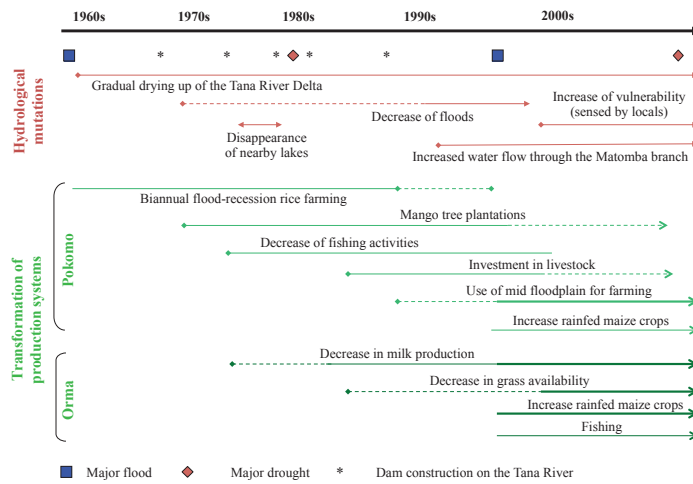 1960s 1970s 1980s 1990s 2000s
* * * * *
Hydrological
mutations
Gradual drying up of the Tana River Delta
Decrease of floods
Increase of vulnerability
(sensed by locals)
Disappearance
of nearby lakes
Increased water flow through the Matomba branch
Transformation of
production systems
Pokomo
Biannual flood-recession rice farming
Mango tree plantations
Decrease of fishing activities
Investment in livestock
Use of mid floodplain for farming
Increase rainfed maize crops
Orma
Decrease in milk production
Decrease in grass availability
Increase rainfed maize crops
Fishing
Major flood Major drought * Dam construction on the Tana River